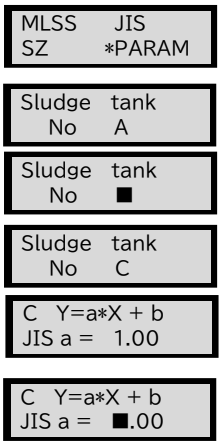 MLSS JIS
SZ *PARAM
Sludge tank
No A
Sludge tank
No ■
Sludge tank
No C
C Y=a*X + b
JIS a = 1.00
C Y=a*X + b
JIS a = ■.00